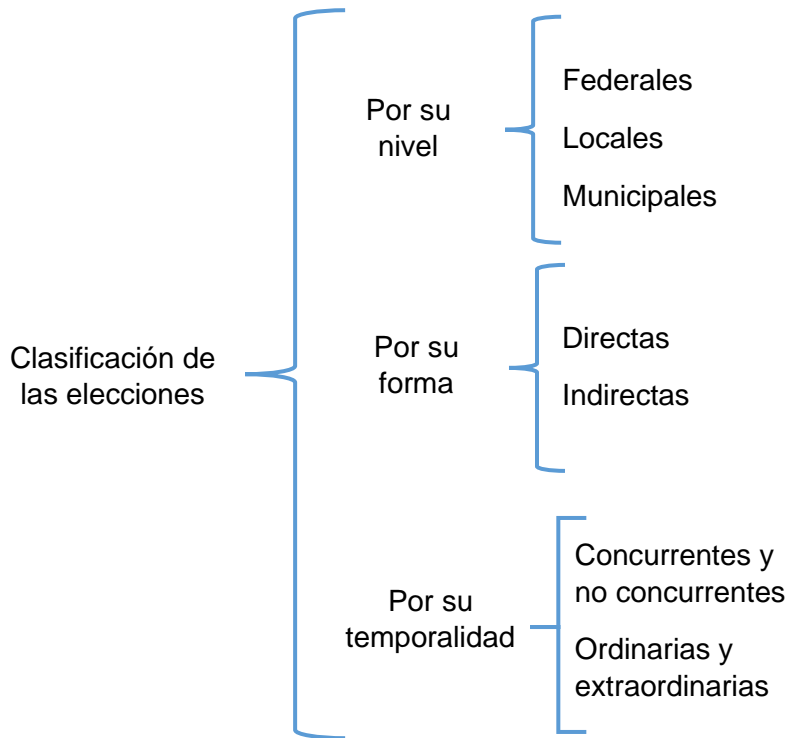 Clasificación de
las elecciones
Por su
nivel
Federales
Locales
Municipales
Por su
forma
Directas
Indirectas
Por su
temporalidad
Concurrentes y
no concurrentes
Ordinarias y
extraordinarias